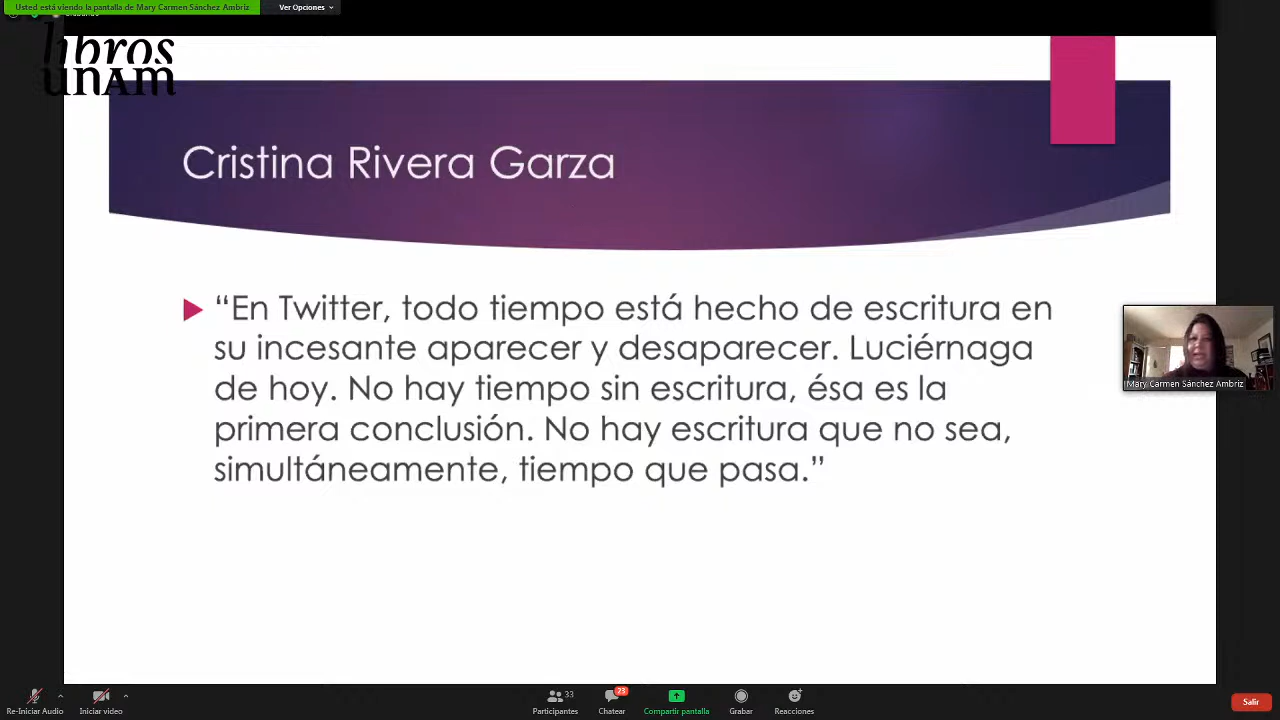 Usted está viendo la pantalla de Mary Carmen Sánchez Ambriz
Ver Opciones
libros
unam
Cristina Rivera Garza
“En Twitter, todo tiempo está hecho de escritura en
su incesante aparecer y desaparecer. Luciérnaga
de hoy. No hay tiempo sin escritura, ésa es la
primera conclusión. No hay escritura que no sea,
simultáneamente, tiempo que pasa.”
Mary Carmen Sánchez Ambriz
33
23
Re-Iniciar Audio
Iniciar video
Participantes
Chatear
Compartir pantalla
Grabar
Reacciones
Salir